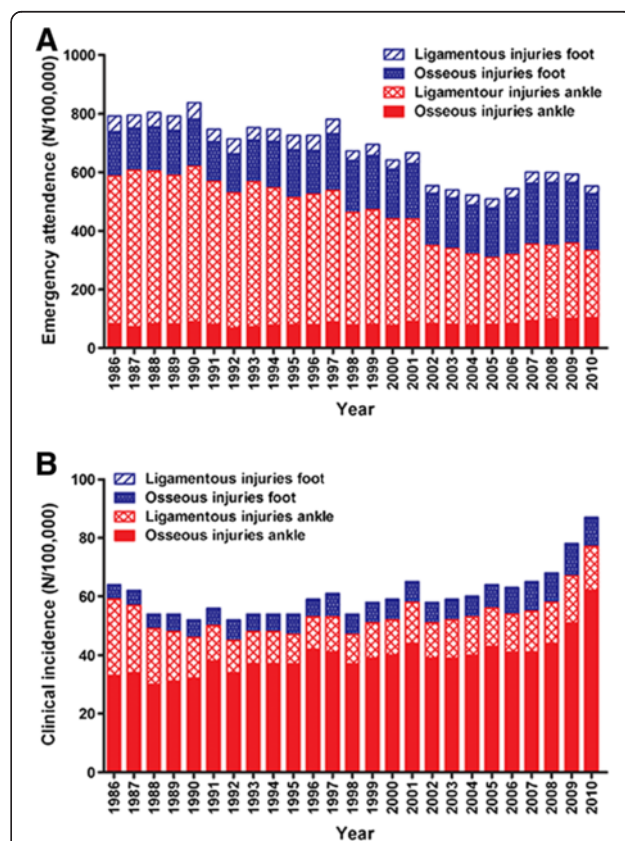 A
1000
800
600
400
200
0
Emergency attendence (N/100,000)
Ligamentous injuries foot
Osseous injuries foot
Ligamentour injuries ankle
Osseous injuries ankle
1986 1987 1988 1989 1990 1991 1992 1993 1994 1995 1996 1997 1998 1999 2000 2001 2002 2003 2004 2005 2006 2007 2008 2009 2010
Year
B
100
80
60
40
20
0
Clinical incidence (N/100,000)
Ligamentous injuries foot
Osseous injuries foot
Ligamentous injuries ankle
Osseous injuries ankle
1986 1987 1988 1989 1990 1991 1992 1993 1994 1995 1996 1997 1998 1999 2000 2001 2002 2003 2004 2005 2006 2007 2008 2009 2010
Year